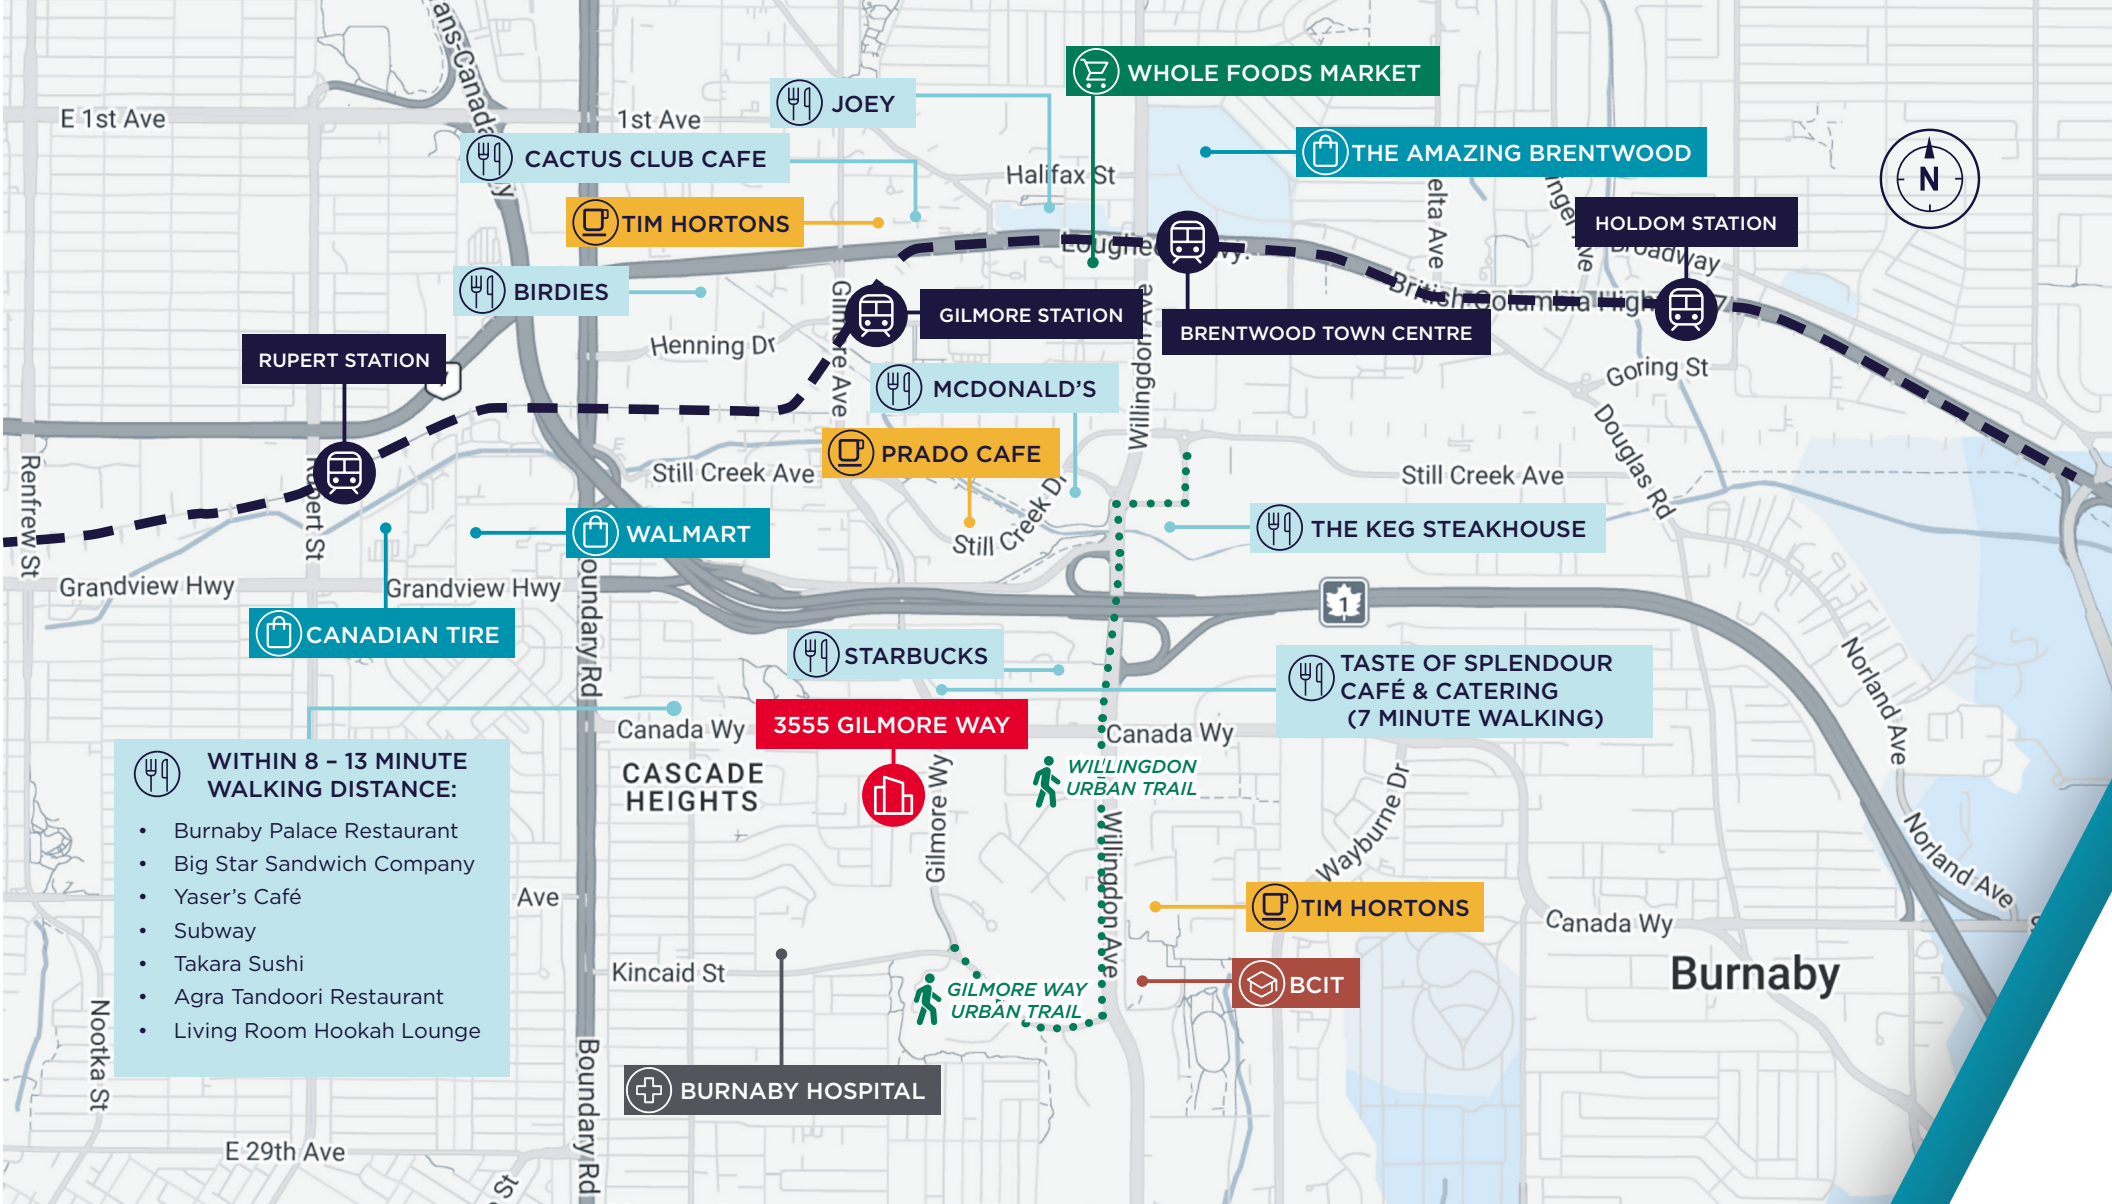 WHOLE FOODS MARKET
JOEY
E 1st Ave
1st Ave
CACTUS CLUB CAFE
THE AMAZING BRENTWOOD
Halifax St
N
TIM HORTONS
HOLDOM STATION
Broadway
BIRDIES
GILMORE STATION
BRENTWOOD TOWN CENTRE
Henning Dr
RUPERT STATION
Goring St
MCDONALD'S
Willingdon Ave
PRADO CAFE
Douglas Rd
Still Creek Ave
Still Creek Ave
Renfrew St
WALMART
THE KEG STEAKHOUSE
Still Creek Dr
Grandview Hwy
Grandview Hwy
1
CANADIAN TIRE
STARBUCKS
TASTE OF SPLENDOUR
CAFÉ & CATERING
(7 MINUTE WALKING)
Norland Ave
Canada Wy
3555 GILMORE WAY
Canada Wy
WITHIN 8 – 13 MINUTE
WALKING DISTANCE:
• Burnaby Palace Restaurant
• Big Star Sandwich Company
• Yaser's Café
• Subway
• Takara Sushi
• Agra Tandoori Restaurant
• Living Room Hookah Lounge
CASCADE
HEIGHTS
WILLINGDON
URBAN TRAIL
Gilmore Wy
Wayburne Dr
Willingdon Ave
Norland Ave
Ave
TIM HORTONS
Canada Wy
Kincaid St
BCIT
Burnaby
GILMORE WAY
URBAN TRAIL
Nootka St
BURNABY HOSPITAL
Boundary Rd
E 29th Ave
St